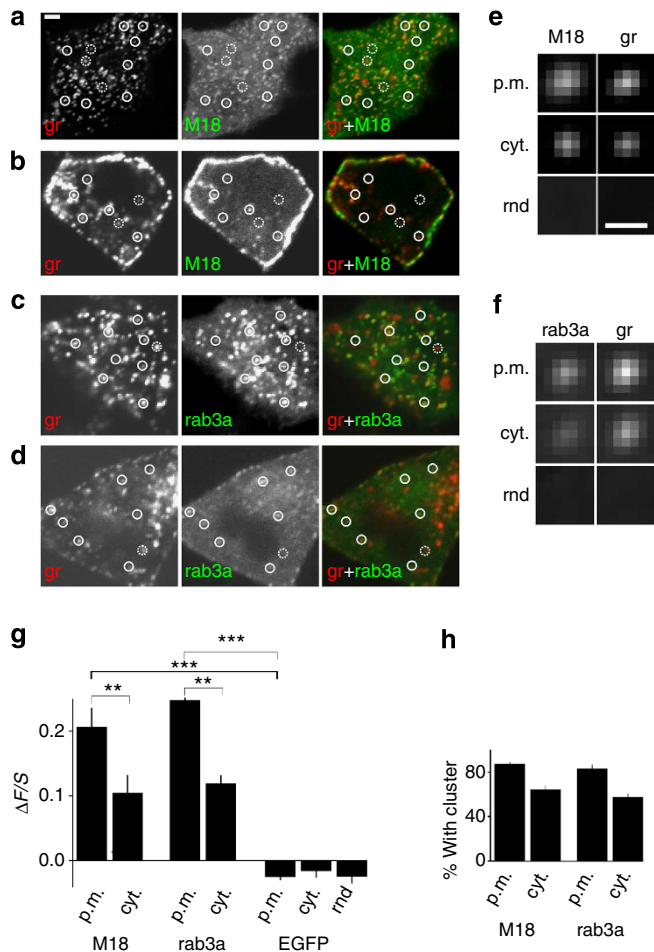 a
gr
M18
gr+M18
b
gr
M18
gr+M18
c
gr
rab3a
gr+rab3a
d
gr
rab3a
gr+rab3a
e
M18 gr
p.m.
cyt.
rnd
f
rab3a gr
p.m.
cyt.
rnd
g
***
***
** **
ΔF/S
0.2
0.1
0.0
p.m. cyt. p.m. cyt. p.m. cyt. rnd
M18 rab3a EGFP
h
% With cluster
80
40
0
p.m. cyt. p.m. cyt.
M18 rab3a